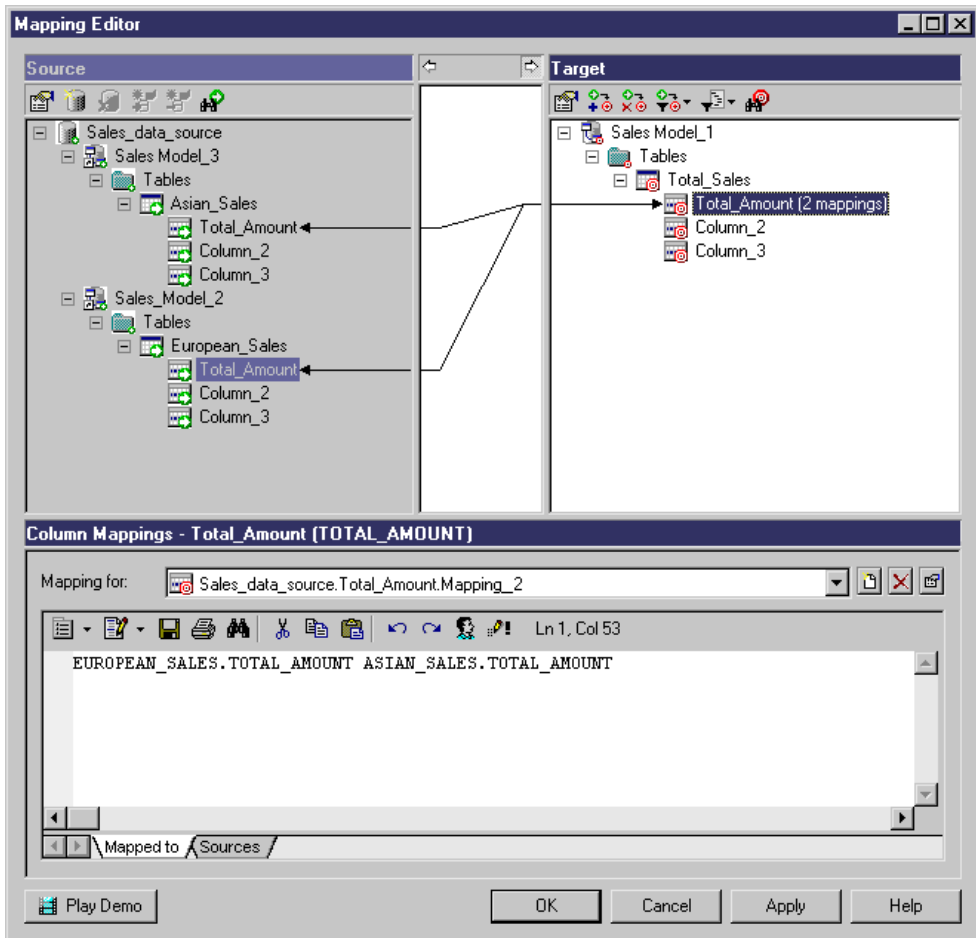 Mapping Editor
Source
Target
Sales_data_source
Sales Model_3
Tables
Asian_Sales
Total_Amount
Column_2
Column_3
Sales_Model_2
Tables
European_Sales
Total_Amount
Column_2
Column_3
Sales Model_1
Tables
Total_Sales
Total_Amount (2 mappings)
Column_2
Column_3
Column Mappings - Total_Amount (TOTAL_AMOUNT)
Mapping for: Sales_data_source.Total_Amount.Mapping_2
Ln 1, Col 53
EUROPEAN_SALES.TOTAL_AMOUNT ASIAN_SALES.TOTAL_AMOUNT
Mapped to Sources
Play Demo OK Cancel Apply Help